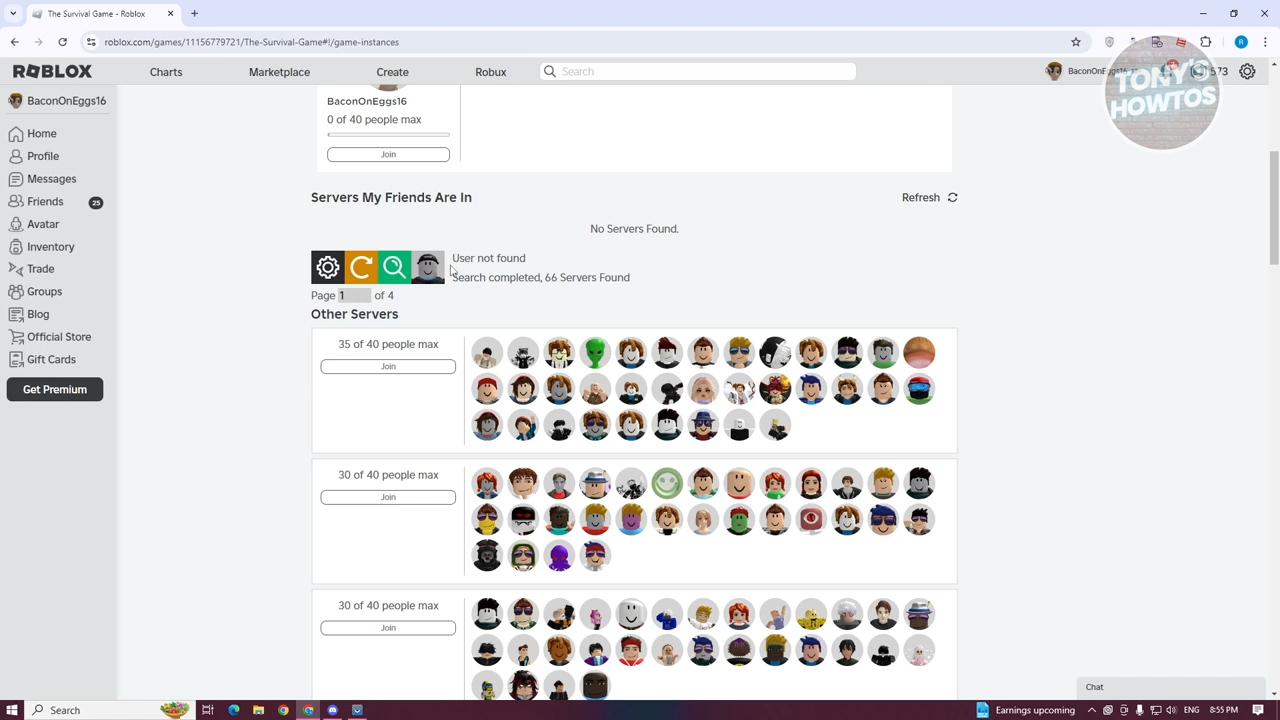 The Survival Game - Roblox
roblox.com/games/11156779721/The-Survival-Game#!/game-instances
ROBLOX
Charts
Marketplace
Create
Robux
Search
BaconOnEggs16
573
TONY'S
HOWTOS
BaconOnEggs16
Home
Profile
Messages
Friends
25
Avatar
Inventory
Trade
Groups
Blog
Official Store
Gift Cards
Get Premium
BaconOnEggs16
0 of 40 people max
Join
Servers My Friends Are In
Refresh
No Servers Found.
User not found
Search completed, 66 Servers Found
Page 1 of 4
Other Servers
35 of 40 people max
Join
30 of 40 people max
Join
30 of 40 people max
Join
Chat
Search
Earnings upcoming
8:55 PM